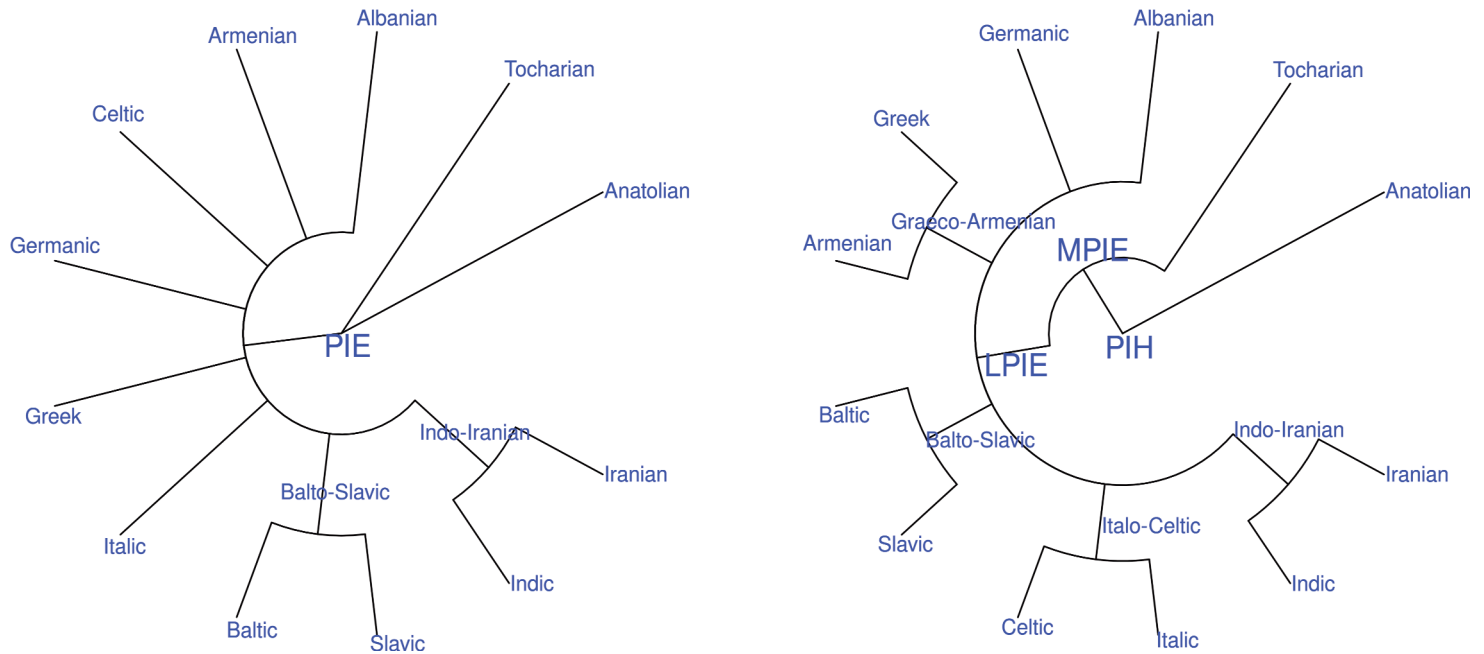 Albanian
Armenian
Tocharian
Celtic
Anatolian
Germanic
PIE
Greek
Indo-Iranian
Iranian
Balto-Slavic
Italic
Indic
Baltic
Slavic
Albanian
Germanic
Tocharian
Greek
Anatolian
Graeco-Armenian
Armenian
MPIE
PIH
LPIE
Baltic
Indo-Iranian
Balto-Slavic
Iranian
Italo-Celtic
Slavic
Indic
Celtic
Italic